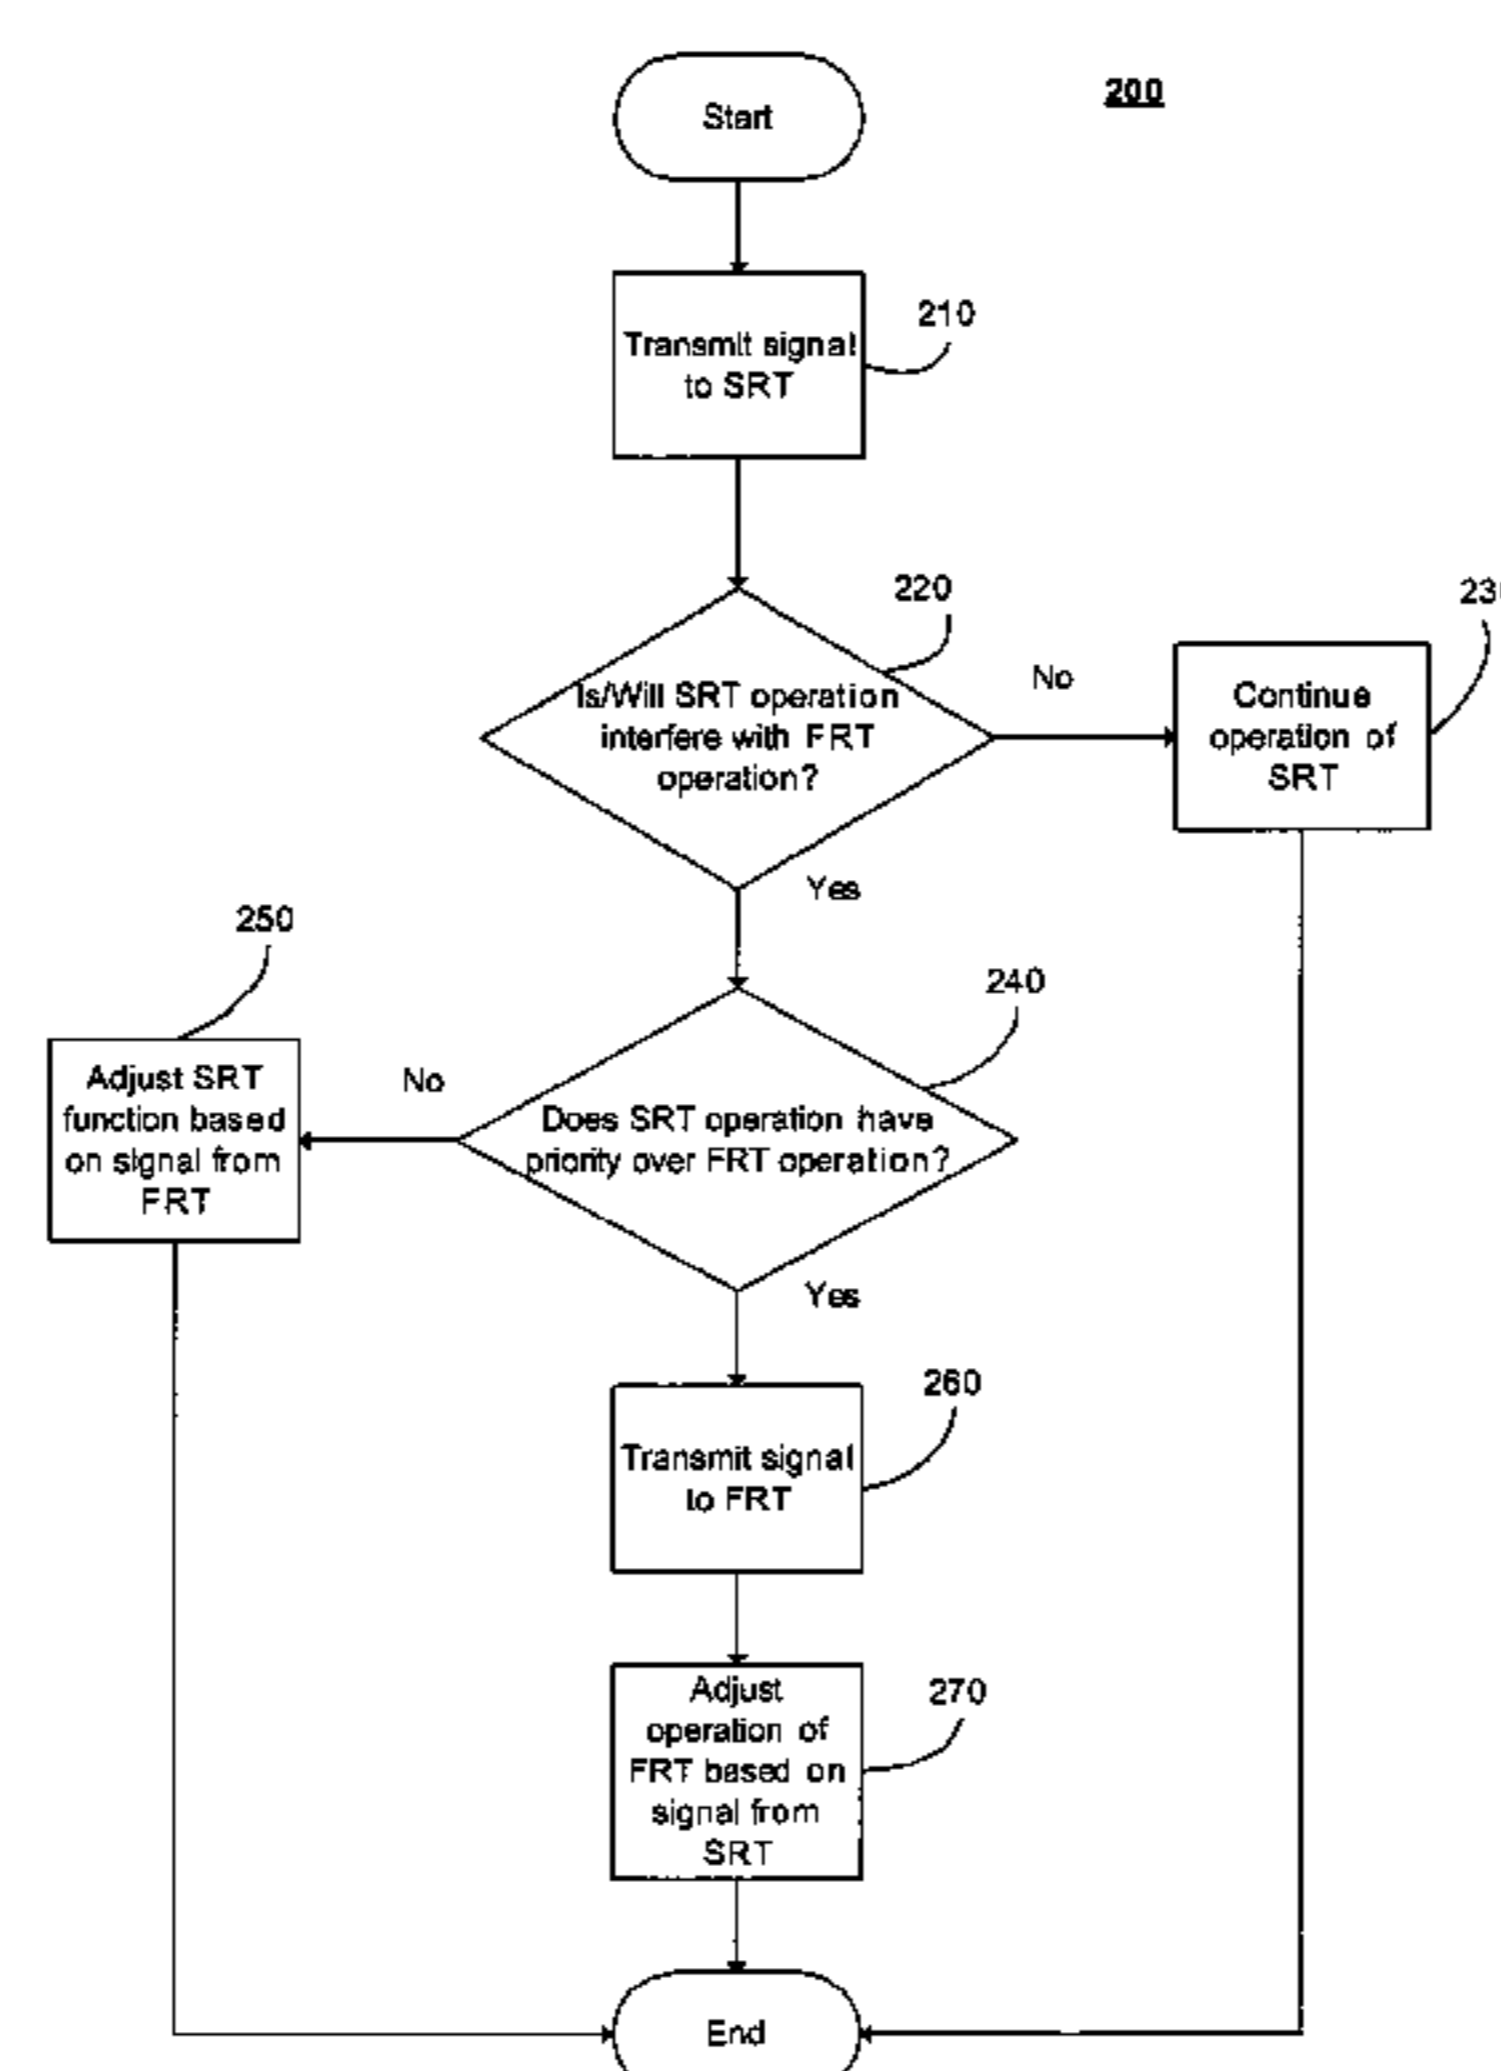 Start
200
Transmit signal
to SRT
210
220
Is/Will SRT operation
interfere with FRT
operation?
No
Continue
operation of
SRT
Yes
250
240
Adjust SRT
function based
on signal from
FRT
No
Does SRT operation have
priority over FRT operation?
Yes
260
Transmit signal
to FRT
270
Adjust
operation of
FRT based on
signal from
SRT
End